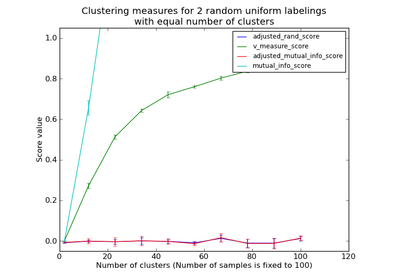 Clustering measures for 2 random uniform labelings
with equal number of clusters
1.0
0.8
0.6
0.4
0.2
0.0
Score value
adjusted_rand_score
v_measure_score
adjusted_mutual_info_score
mutual_info_score
0 20 40 60 80 100 120
Number of clusters (Number of samples is fixed to 100)